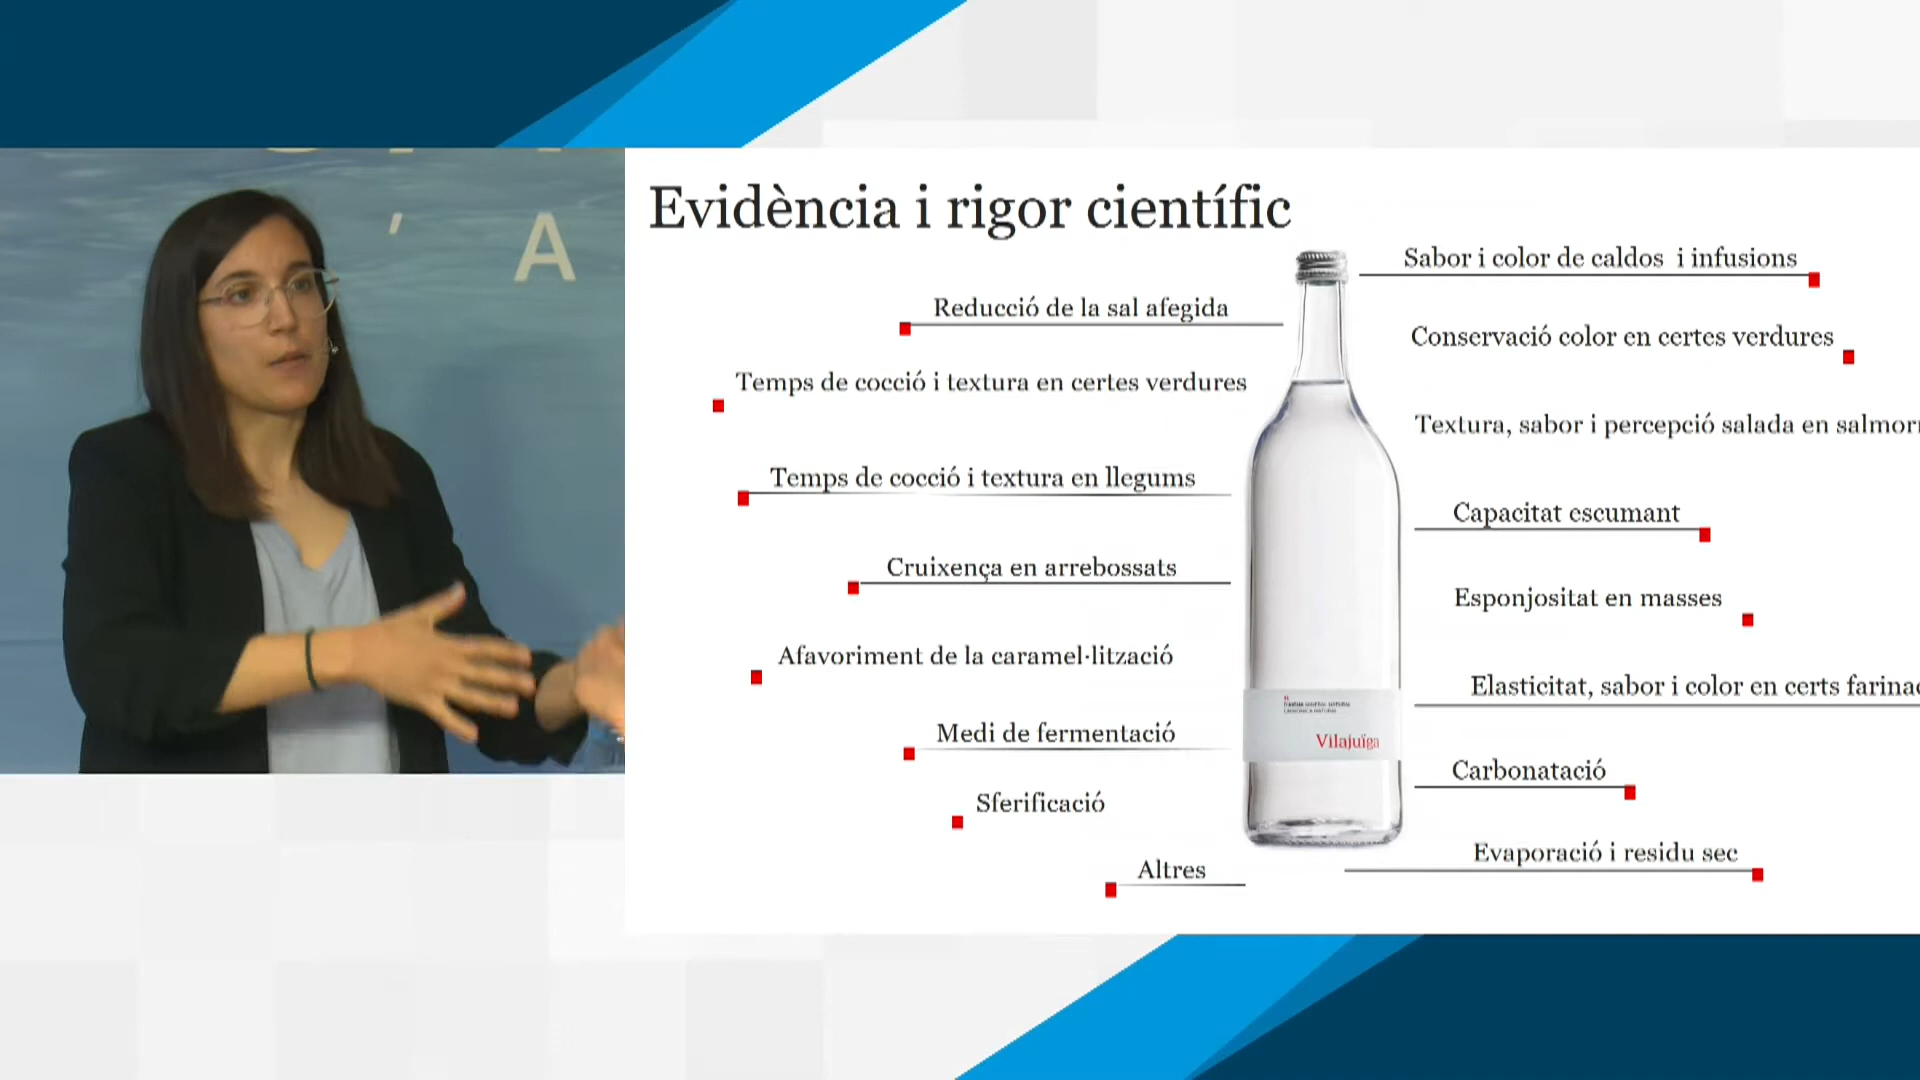 ' A
Evidència i rigor científic
Reducció de la sal afegida
Temps de cocció i textura en certes verdures
Temps de cocció i textura en llegums
Cruixença en arrebossats
Afavoriment de la caramel·lització
Medi de fermentació
Sferificació
Altres
Sabor i color de caldos i infusions
Conservació color en certes verdures
Textura, sabor i percepció salada en
Capacitat escumant
Esponjositat en masses
Elasticitat, sabor i color en certs
Carbonatació
Evaporació i residu sec
Vilajuïga